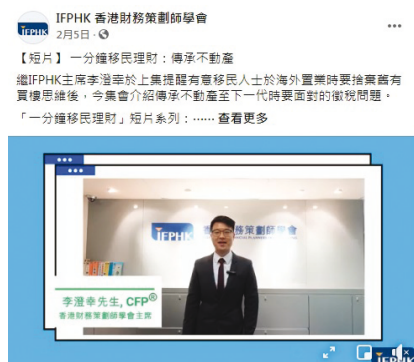 IFPHK 香港財務策劃師學會
2月5日
【短片】一分鐘移民理財：傳承不動產
繼IFPHK主席李澄幸於上集提醒有意移民人士於海外置業時要捨棄舊有
買樓思維後，今集會介紹傳承不動產至下一代時要面對的徵稅問題。
「一分鐘移民理財」短片系列：⋯⋯ 查看更多
IFPHK 香港財務策劃師學會
李澄幸先生, CFP®
香港財務策劃師學會主席
IFPHK